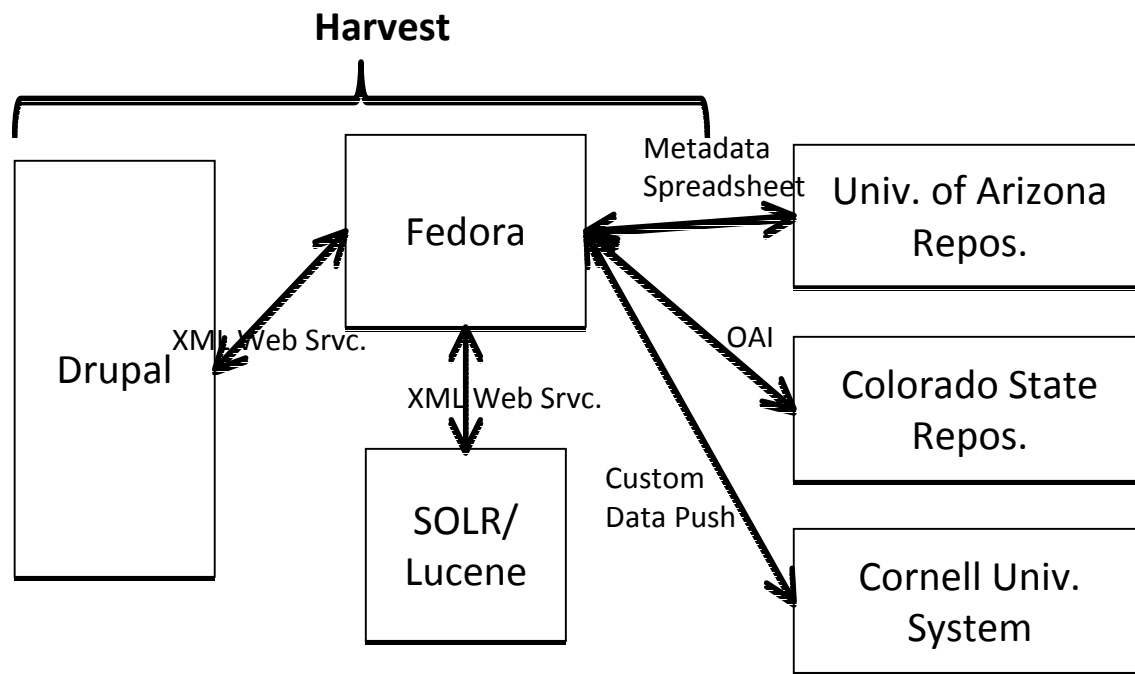 Harvest
Drupal
XML Web Srvc.
Fedora
XML Web Srvc.
SOLR/
Lucene
Metadata
Spreadsheet
Univ. of Arizona
Repos.
OAI
Colorado State
Repos.
Custom
Data Push
Cornell Univ.
System